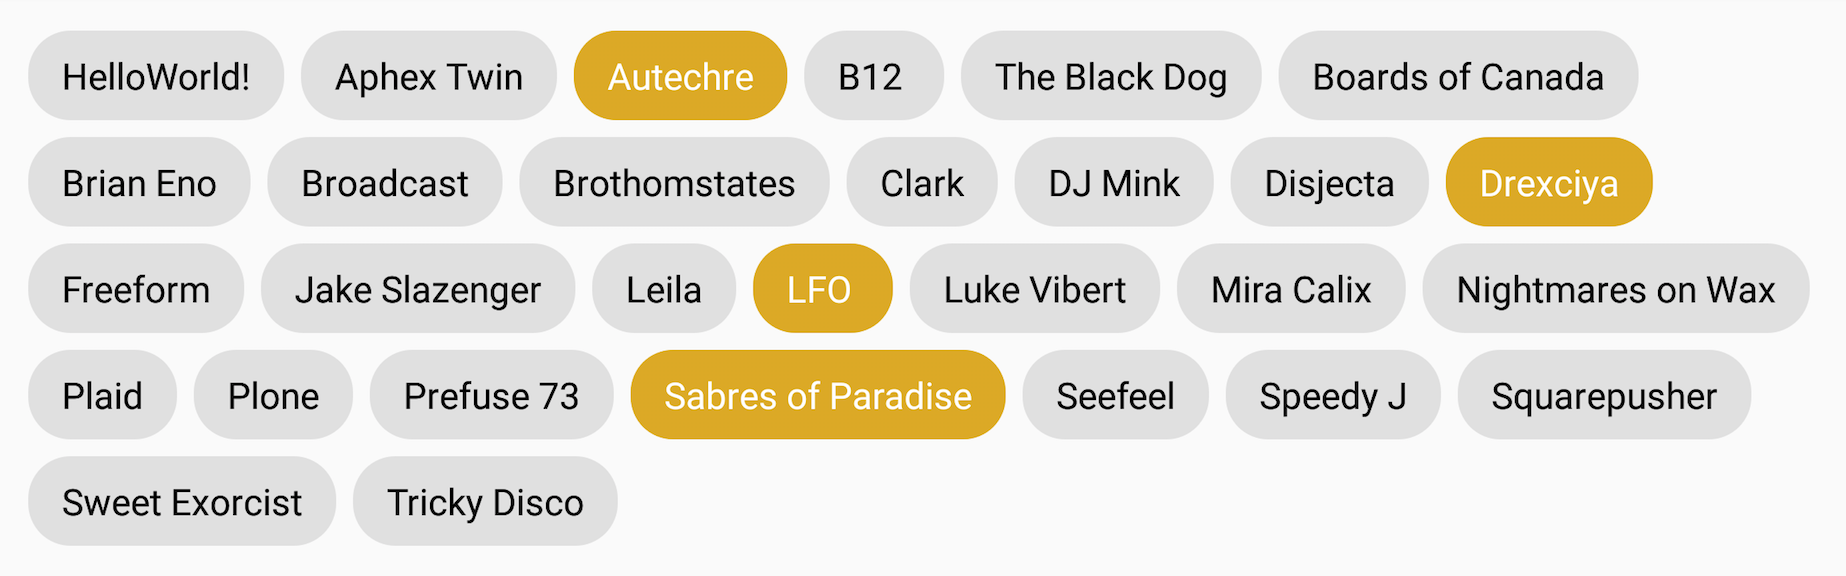 HelloWorld! Aphex Twin Autechre B12 The Black Dog Boards of Canada
Brian Eno Broadcast Brothomstates Clark DJ Mink Disjecta Drexciya
Freeform Jake Slazenger Leila LFO Luke Vibert Mira Calix Nightmares on Wax
Plaid Plone Prefuse 73 Sabres of Paradise Seefeel Speedy J Squarepusher
Sweet Exorcist Tricky Disco